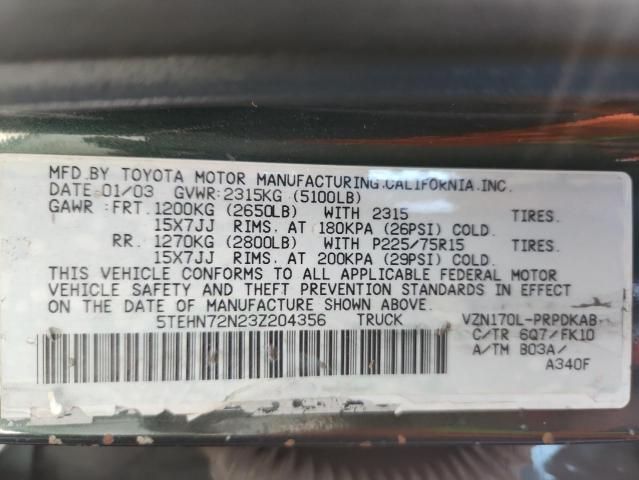 MFD.BY TOYOTA MOTOR MANUFACTURING.CALIFORNIA.INC.
DATE 01/03 GVWR:2315KG (5100LB)
GAWR :FRT.1200KG (2650LB) WITH 2315 TIRES.
15X7JJ RIMS. AT 180KPA (26PSI) COLD.
RR. 1270KG (2800LB) WITH P225/75R15 TIRES.
15X7JJ RIMS. AT 200KPA (29PSI) COLD.
THIS VEHICLE CONFORMS TO ALL APPLICABLE FEDERAL MOTOR
VEHICLE SAFETY AND THEFT PREVENTION STANDARDS IN EFFECT
ON THE DATE OF MANUFACTURE SHOWN ABOVE.
5TEHN72N23Z204356 TRUCK VZN170L-PRPDKAB
C/TR 6Q7/FK10
A/TM B03A/
A340F